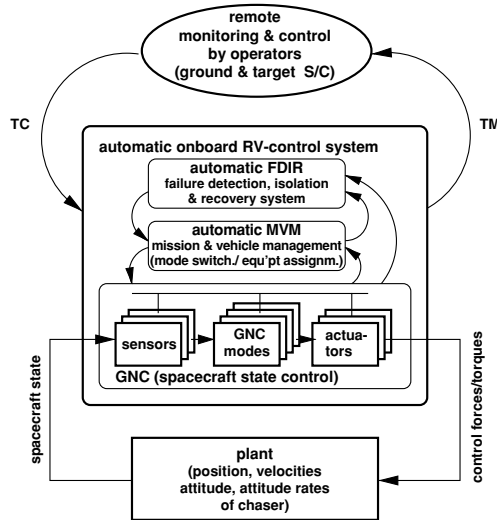 remote
monitoring & control
by operators
(ground & target S/C)
TC
TM
automatic onboard RV-control system
automatic FDIR
failure detection, isolation
& recovery system
automatic MVM
mission & vehicle management
(mode switch./ equ'pt assignm.)
sensors
GNC
modes
actua-
tors
GNC (spacecraft state control)
spacecraft state
control forces/torques
plant
(position, velocities
attitude, attitude rates
of chaser)